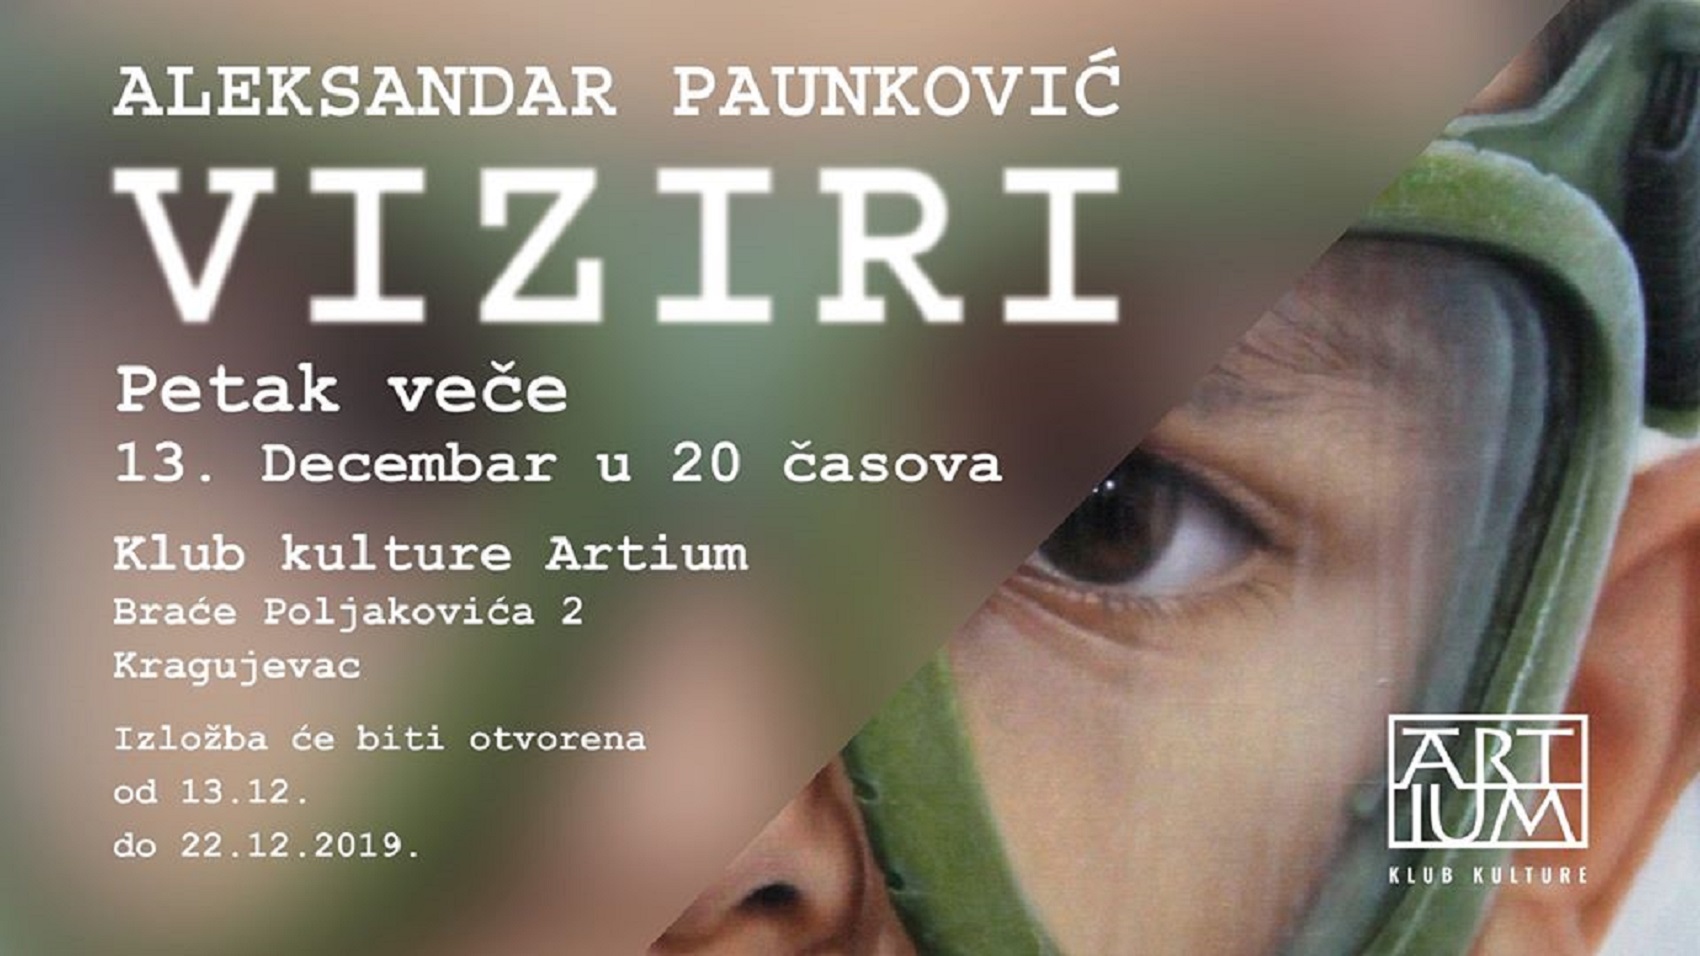 ALEKSANDAR PAUNKOVIĆ
VIZIRI
Petak veče
13. Decembar u 20 časova
Klub kulture Artium
Braće Poljakovića 2
Kragujevac
Izložba će biti otvorena
od 13.12.
do 22.12.2019.
ART
IUM
KLUB KULTURE